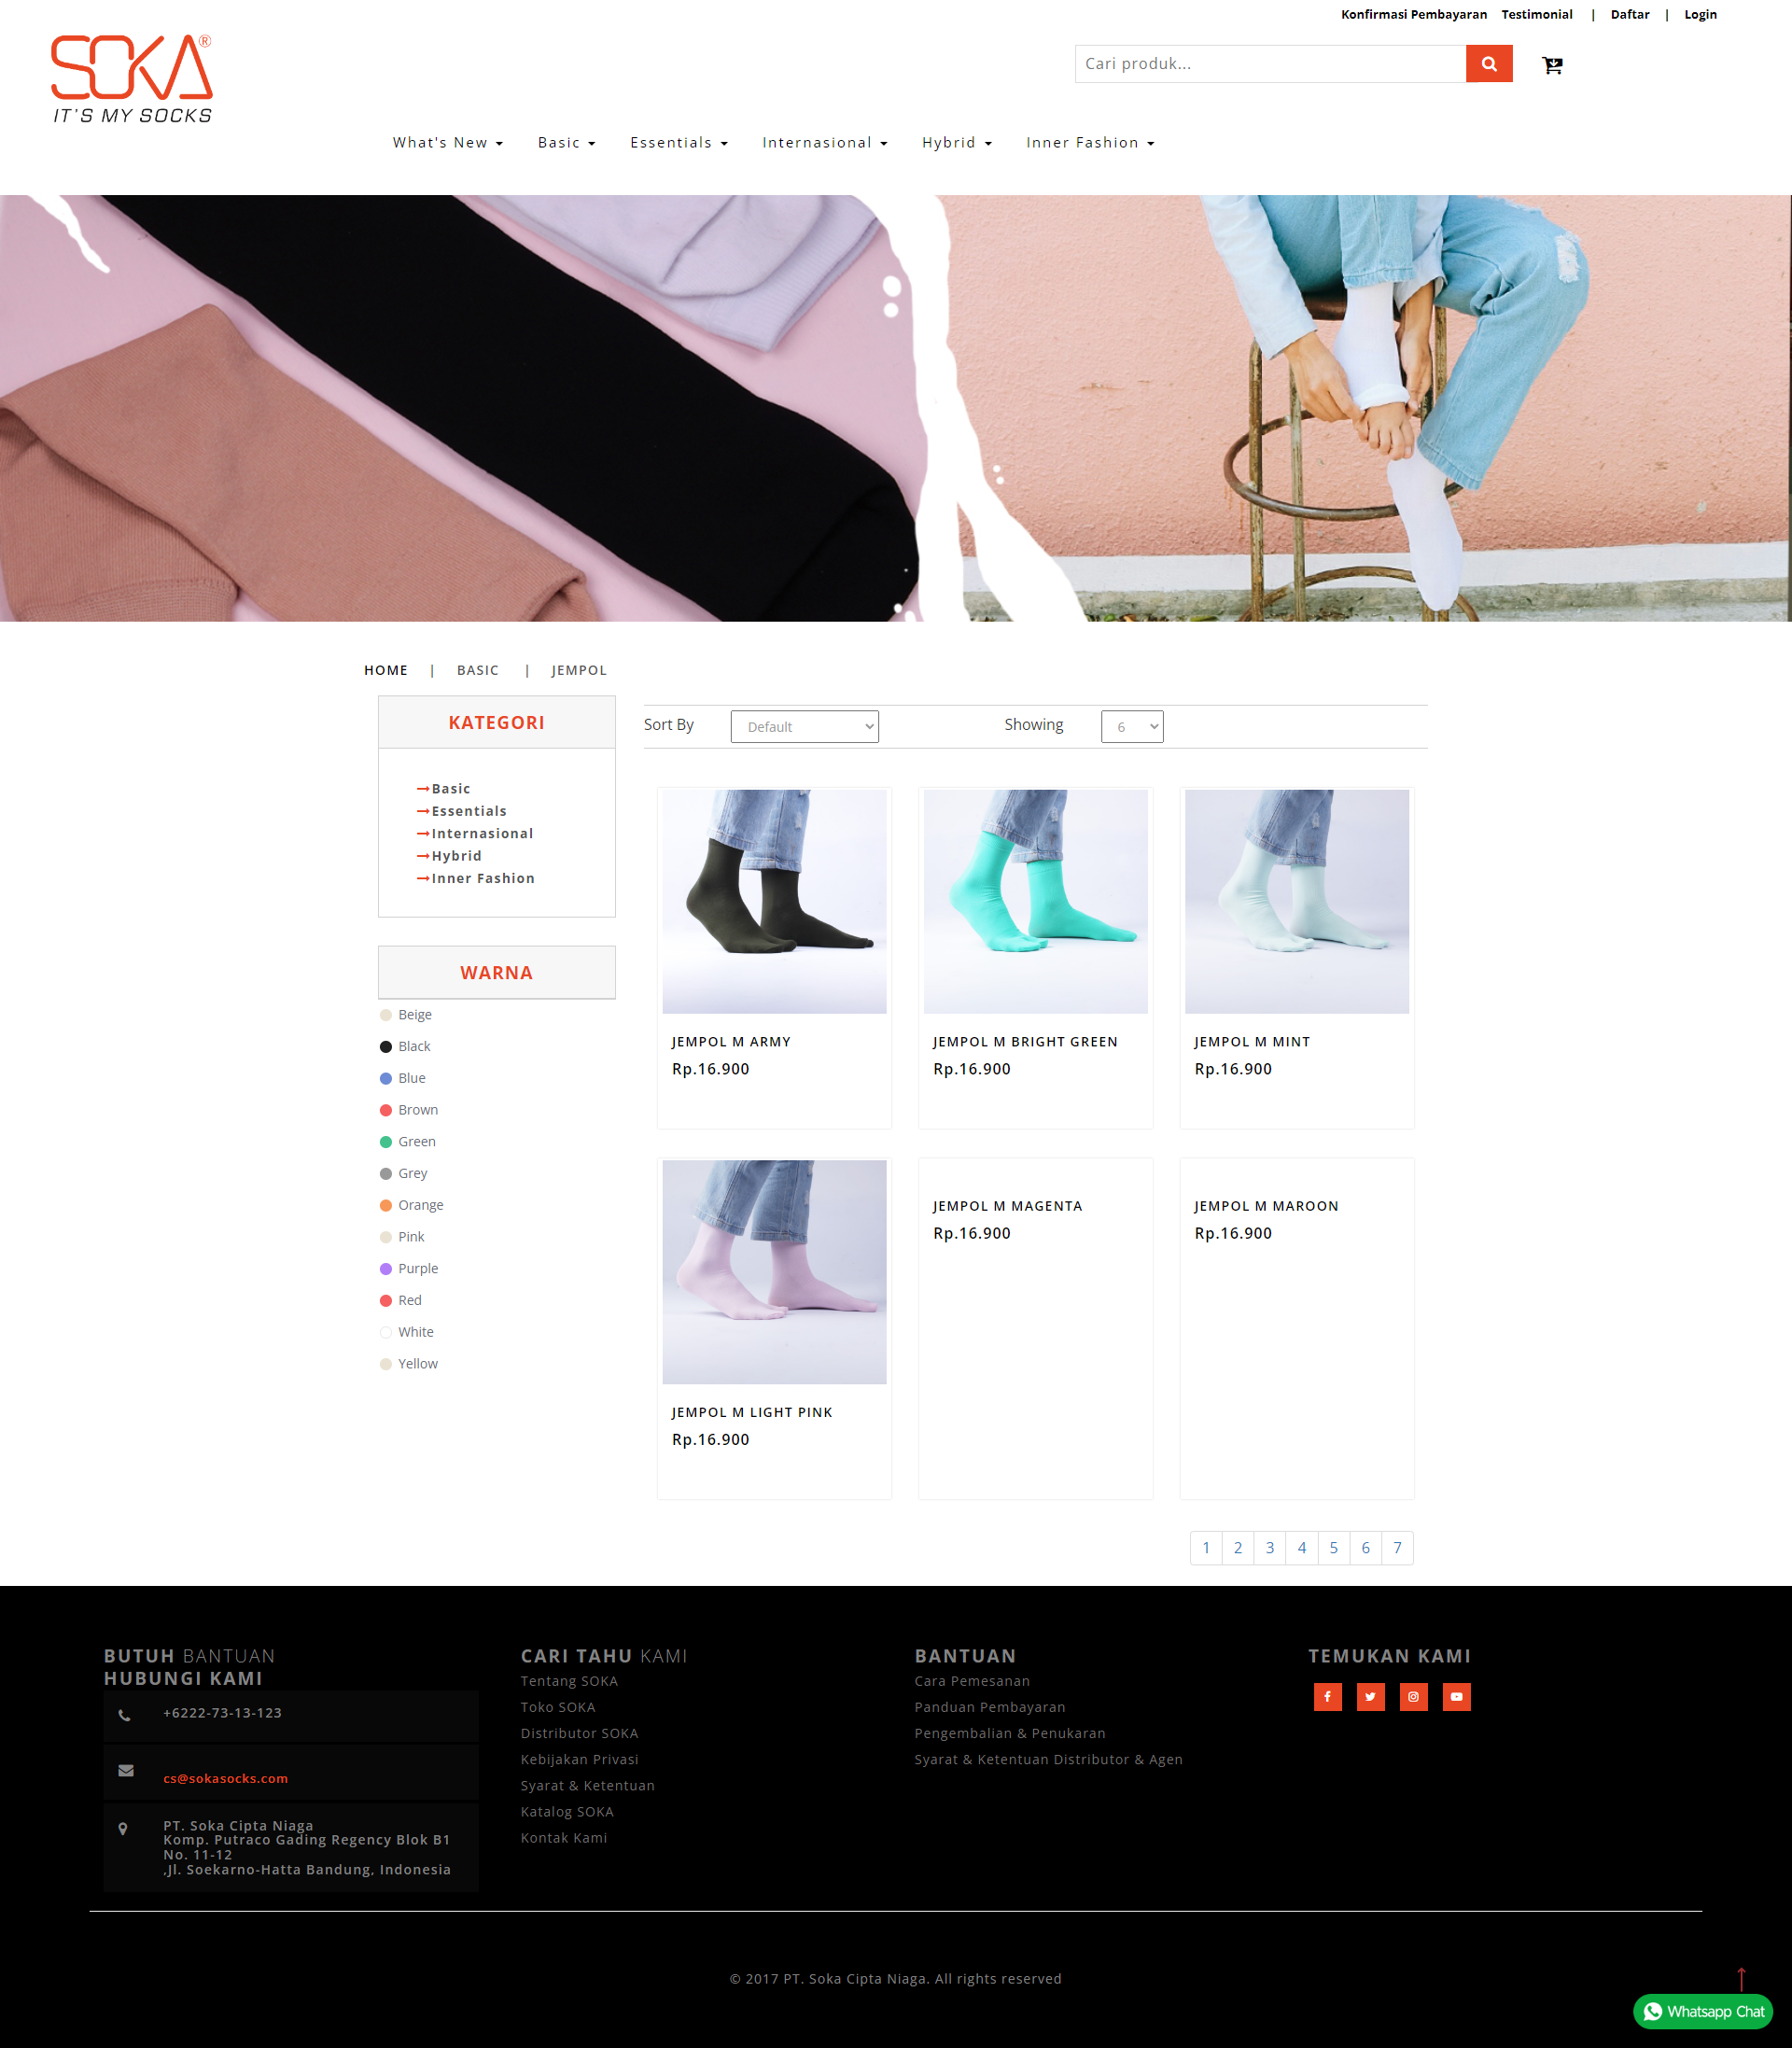 Konfirmasi Pembayaran Testimonial | Daftar | Login
SOKA®
IT'S MY SOCKS
Cari produk...
What's New Basic Essentials Internasional Hybrid Inner Fashion
HOME | BASIC | JEMPOL
KATEGORI
Basic
Essentials
Internasional
Hybrid
Inner Fashion
WARNA
Beige
Black
Blue
Brown
Green
Grey
Orange
Pink
Purple
Red
White
Yellow
Sort By Default Showing 6
JEMPOL M ARMY
Rp.16.900
JEMPOL M BRIGHT GREEN
Rp.16.900
JEMPOL M MINT
Rp.16.900
JEMPOL M LIGHT PINK
Rp.16.900
JEMPOL M MAGENTA
Rp.16.900
JEMPOL M MAROON
Rp.16.900
1 2 3 4 5 6 7
BUTUH BANTUAN
HUBUNGI KAMI
+6222-73-13-123
cs@sokasocks.com
PT. Soka Cipta Niaga
Komp. Putraco Gading Regency Blok B1
No. 11-12
,Jl. Soekarno-Hatta Bandung, Indonesia
CARI TAHU KAMI
Tentang SOKA
Toko SOKA
Distributor SOKA
Kebijakan Privasi
Syarat & Ketentuan
Katalog SOKA
Kontak Kami
BANTUAN
Cara Pemesanan
Panduan Pembayaran
Pengembalian & Penukaran
Syarat & Ketentuan Distributor & Agen
TEMUKAN KAMI
© 2017 PT. Soka Cipta Niaga. All rights reserved
Whatsapp Chat